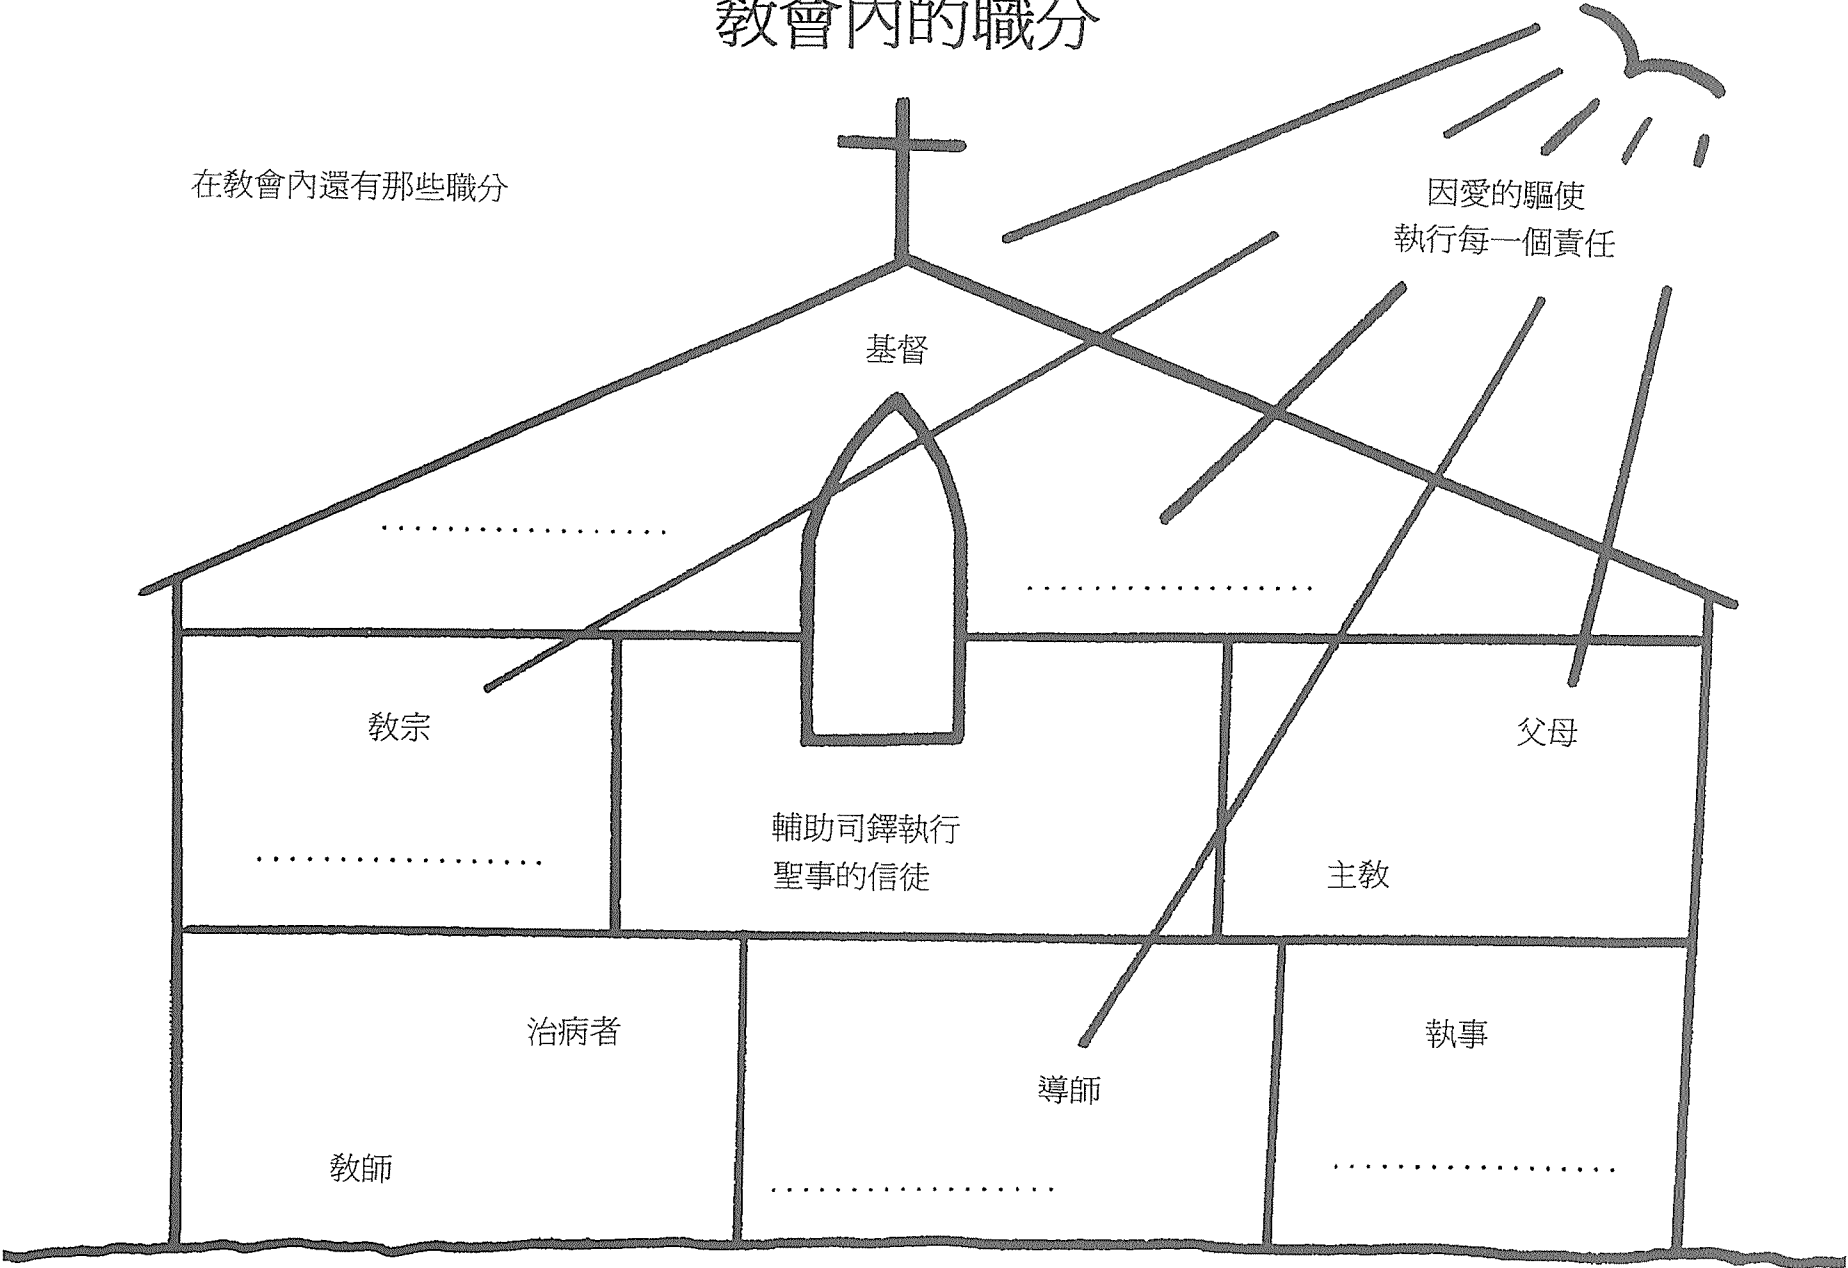 教會內的職分
在教會內還有那些職分
因愛的驅使
執行每一個責任
基督
教宗
父母
輔助司鐸執行
聖事的信徒
主教
治病者
執事
導師
教師